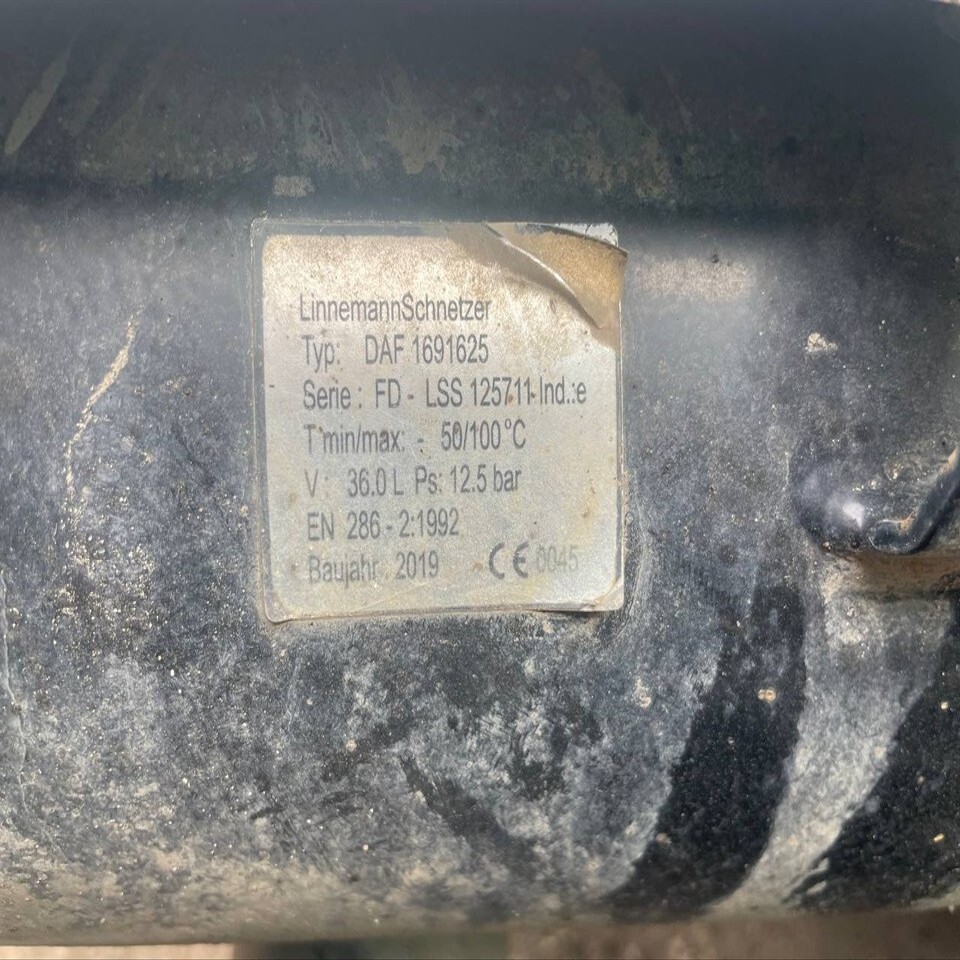 LinnemannSchnetzer
Typ: DAF 1691625
Serie : FD - LSS 125711 Ind.:e
T min/max: - 50/100 °C
V : 36.0 L Ps: 12.5 bar
EN 286 - 2:1992
Baujahr 2019 CE 0045